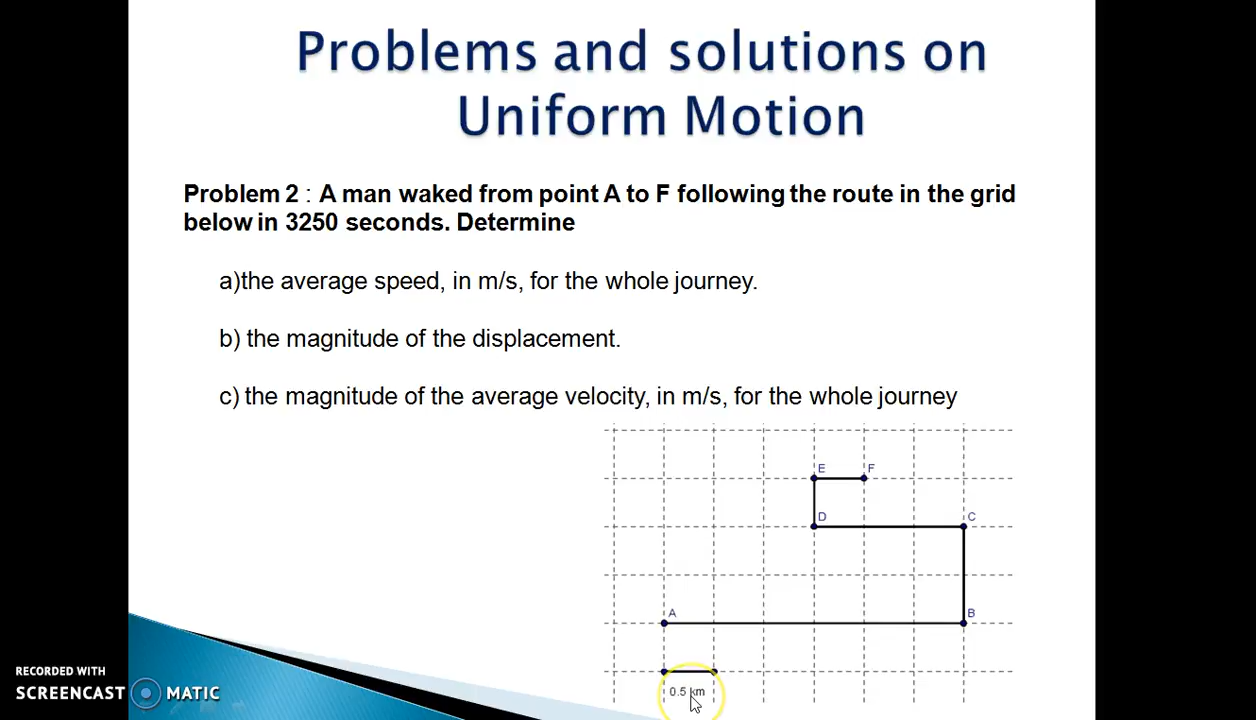 Problems and solutions on
Uniform Motion
Problem 2 : A man waked from point A to F following the route in the grid
below in 3250 seconds. Determine
a)the average speed, in m/s, for the whole journey.
b) the magnitude of the displacement.
c) the magnitude of the average velocity, in m/s, for the whole journey
E F
D C
A B
0.5 km
RECORDED WITH
SCREENCAST MATIC